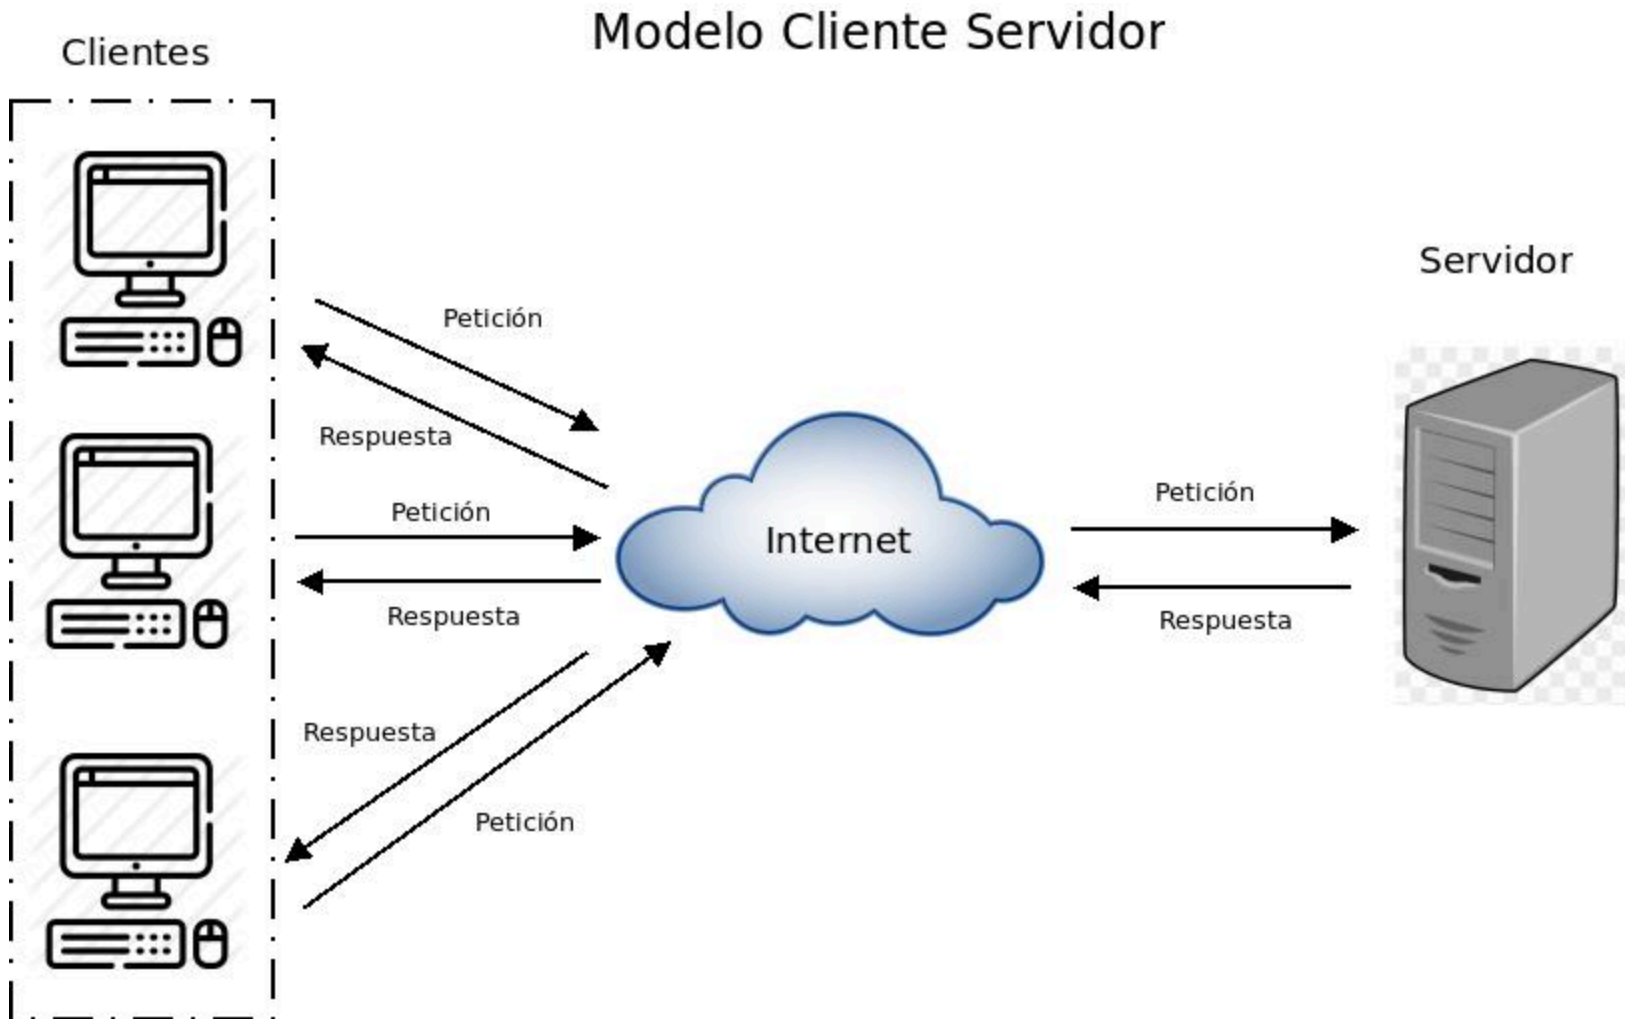 Modelo Cliente Servidor
Clientes
Servidor
Petición
Respuesta
Petición
Respuesta
Respuesta
Petición
Internet
Petición
Respuesta